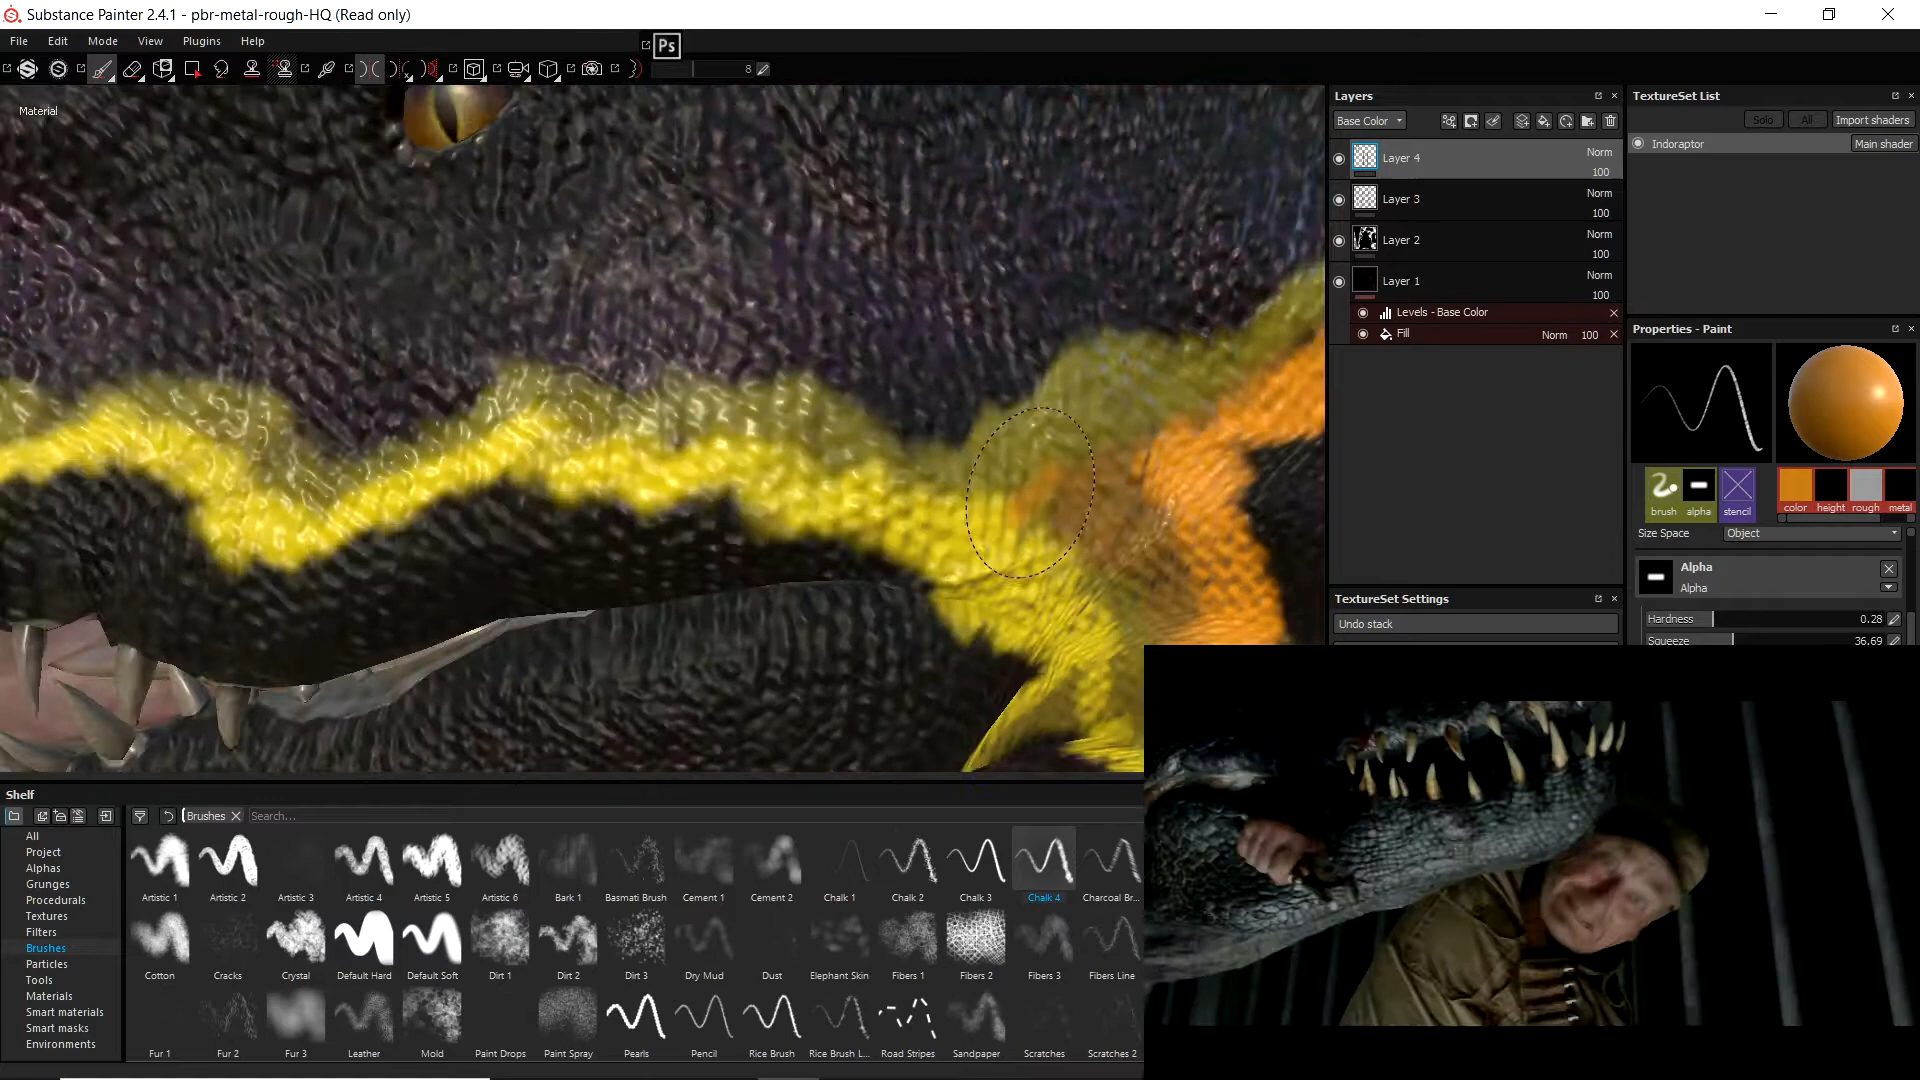 Substance Painter 2.4.1 - pbr-metal-rough-HQ (Read only)
File Edit Mode View Plugins Help
Ps
8
Material
Layers
Base Color
Layer 4 Norm 100
Layer 3 Norm 100
Layer 2 Norm 100
Layer 1 Norm 100
Levels - Base Color
Fill Norm 100
TextureSet Settings
Undo stack
TextureSet List
Solo All Import shaders
Indoraptor Main shader
Properties - Paint
brush alpha stencil color height rough metal
Size Space Object
Alpha
Alpha
Hardness 0.28
Squeeze 36.69
Shelf
Brushes Search...
All
Project
Alphas
Grunges
Procedurals
Textures
Filters
Brushes
Particles
Tools
Materials
Smart materials
Smart masks
Environments
Artistic 1 Artistic 2 Artistic 3 Artistic 4 Artistic 5 Artistic 6 Bark 1 Basmati Brush Cement 1 Cement 2 Chalk 1 Chalk 2 Chalk 3 Chalk 4 Charcoal Br...
Cotton Cracks Crystal Default Hard Default Soft Dirt 1 Dirt 2 Dirt 3 Dry Mud Dust Elephant Skin Fibers 1 Fibers 2 Fibers 3 Fibers Line
Fur 1 Fur 2 Fur 3 Leather Mold Paint Drops Paint Spray Pearls Pencil Rice Brush Rice Brush L... Road Stripes Sandpaper Scratches Scratches 2